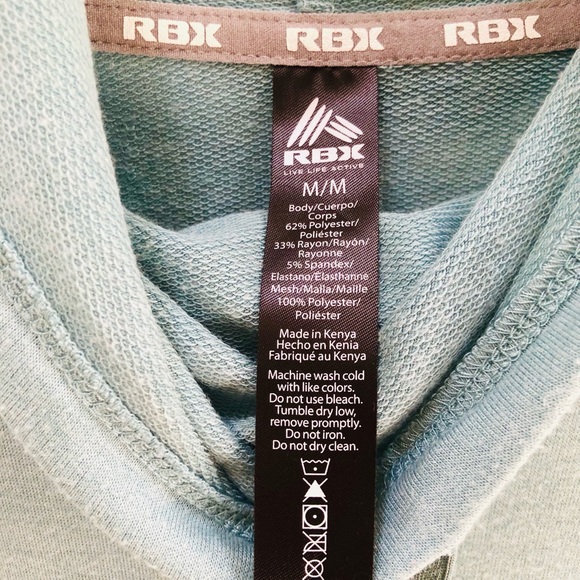 RBX RBX RBX
RBX
LIVE LIFE ACTIVE
M/M
Body/Cuerpo/
Corps
62% Polyester/
Poliéster
33% Rayon/Rayón/
Rayonne
5% Spandex/
Elastano/Elasthanne
Mesh/Malla/Maille
100% Polyester/
Poliéster
Made in Kenya
Hecho en Kenia
Fabriqué au Kenya
Machine wash cold
with like colors.
Do not use bleach.
Tumble dry low,
remove promptly.
Do not iron.
Do not dry clean.